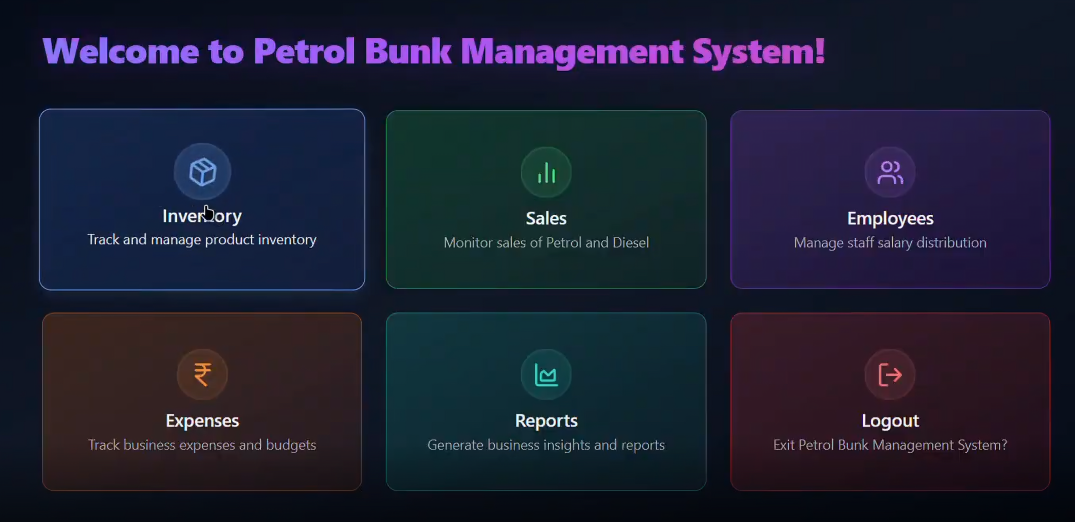 Welcome to Petrol Bunk Management System!
Inventory
Track and manage product inventory
Sales
Monitor sales of Petrol and Diesel
Employees
Manage staff salary distribution
Expenses
Track business expenses and budgets
Reports
Generate business insights and reports
Logout
Exit Petrol Bunk Management System?